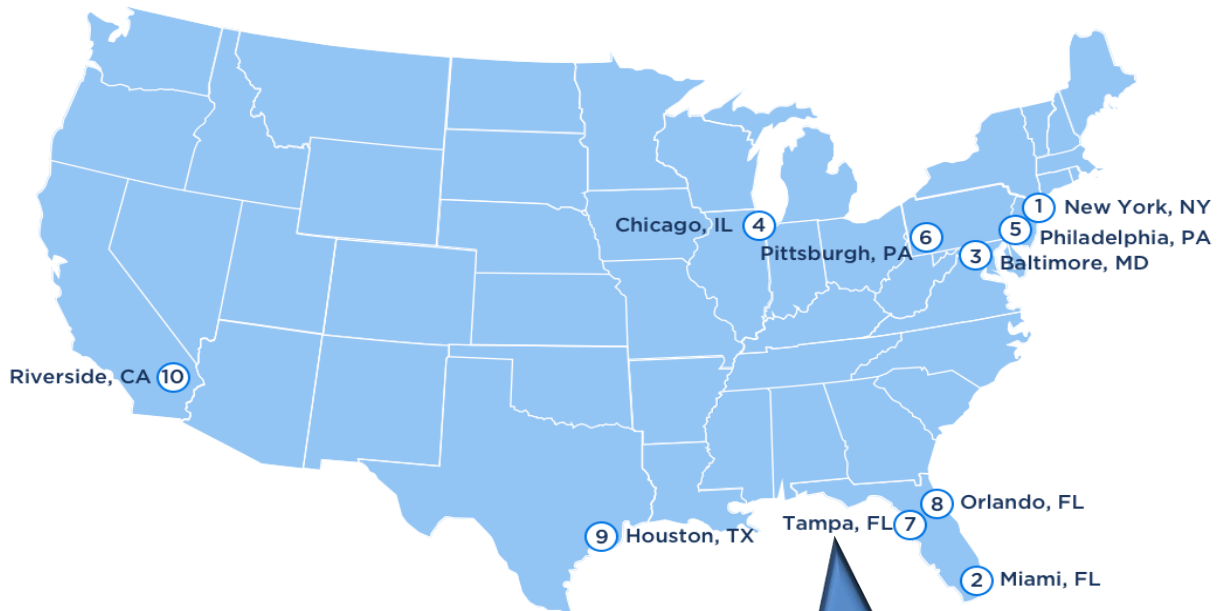 1 New York, NY
Chicago, IL 4
5 Philadelphia, PA
Pittsburgh, PA 6
3 Baltimore, MD
Riverside, CA 10
8 Orlando, FL
Tampa, FL 7
9 Houston, TX
2 Miami, FL